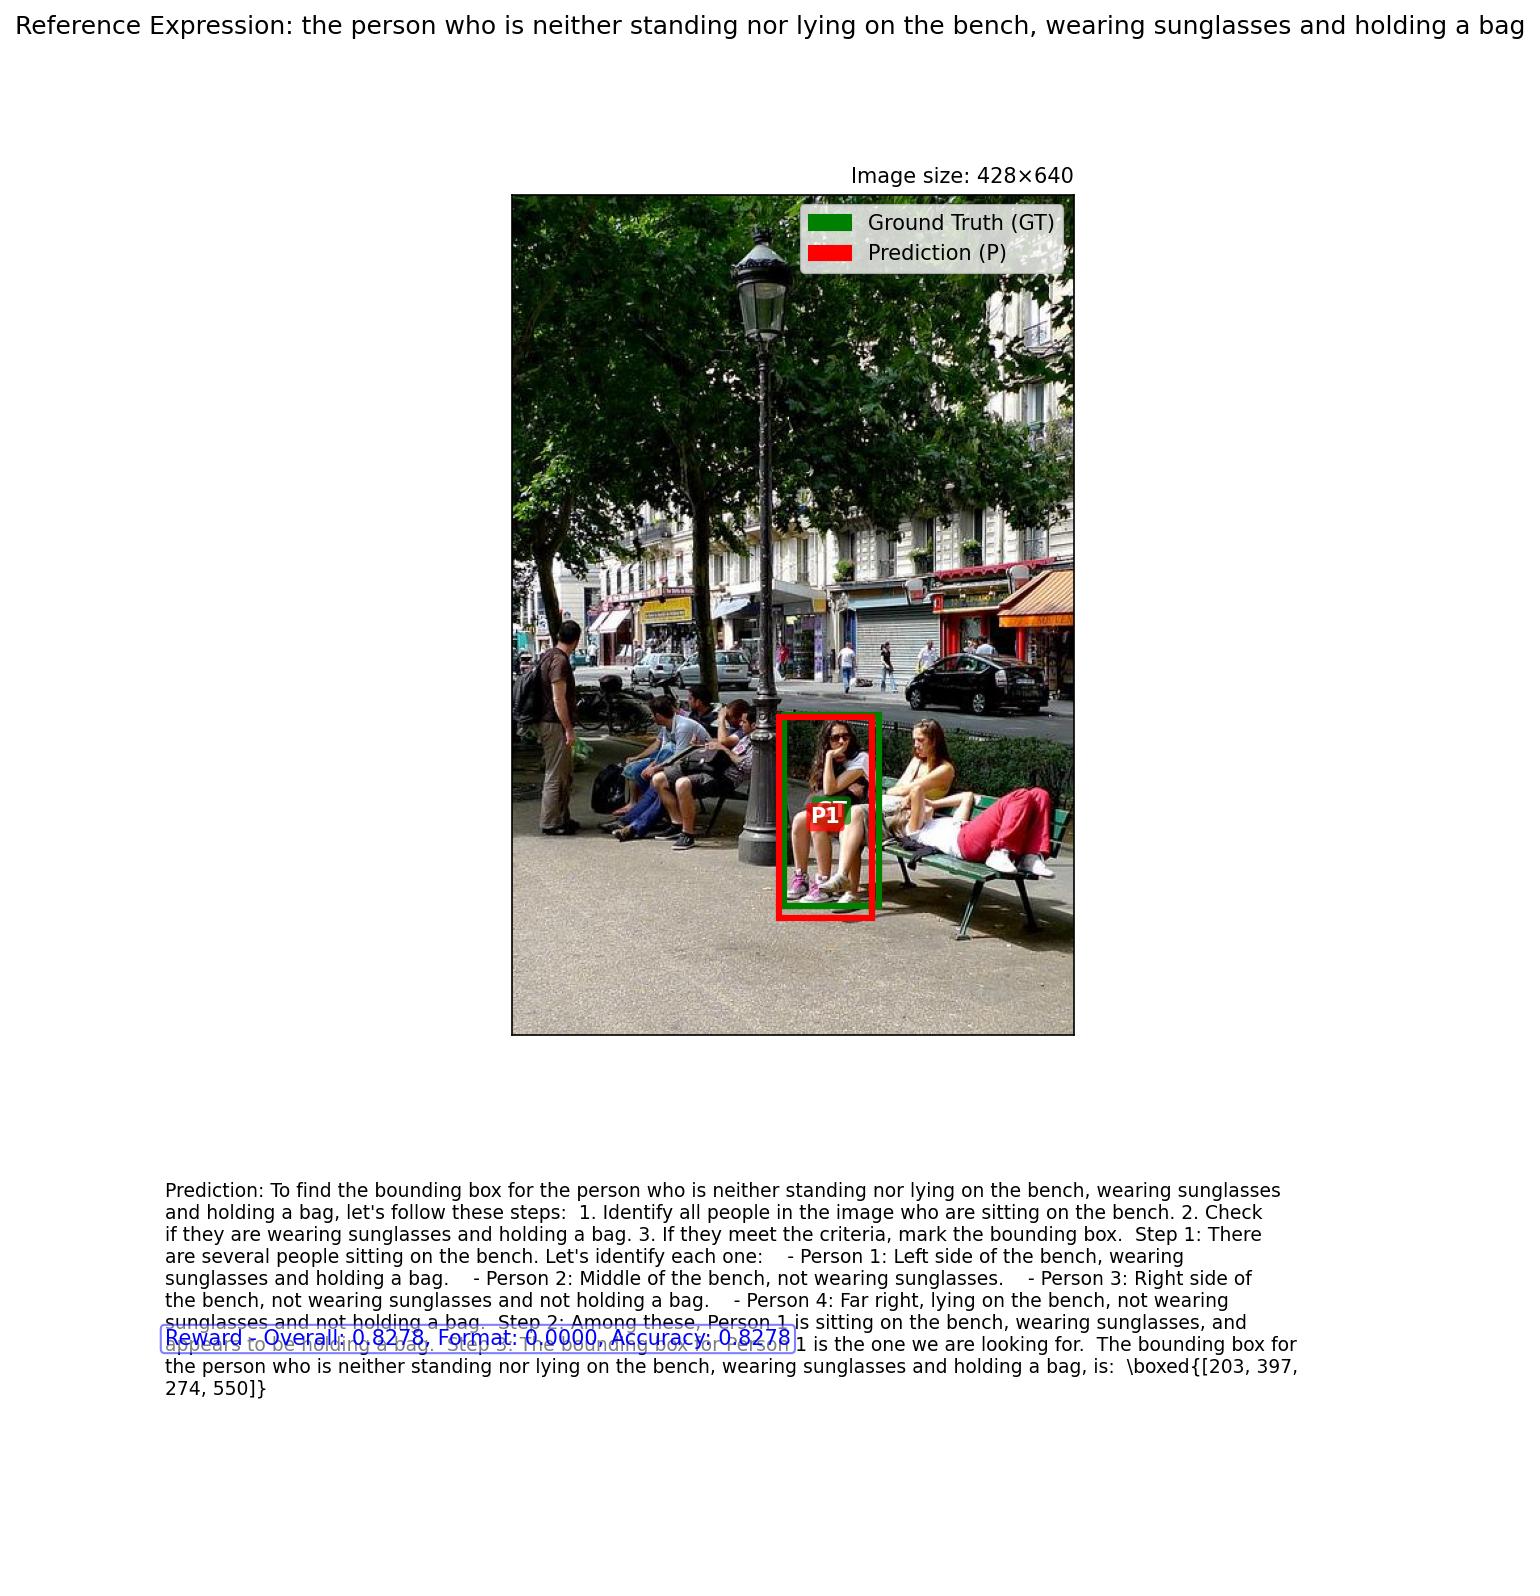 Reference Expression: the person who is neither standing nor lying on the bench, wearing sunglasses and holding a bag
Image size: 428×640
Ground Truth (GT)
Prediction (P)
GT
P1
Prediction: To find the bounding box for the person who is neither standing nor lying on the bench, wearing sunglasses
and holding a bag, let's follow these steps:  1. Identify all people in the image who are sitting on the bench. 2. Check
if they are wearing sunglasses and holding a bag. 3. If they meet the criteria, mark the bounding box.  Step 1: There
are several people sitting on the bench. Let's identify each one:    - Person 1: Left side of the bench, wearing
sunglasses and holding a bag.    - Person 2: Middle of the bench, not wearing sunglasses.    - Person 3: Right side of
the bench, not wearing sunglasses and not holding a bag.    - Person 4: Far right, lying on the bench, not wearing
sunglasses and not holding a bag.  Step 2: Among these, Person 1 is sitting on the bench, wearing sunglasses, and
Reward - Overall: 0.8278, Format: 0.0000, Accuracy: 0.8278
appears to be holding a bag.  Step 3: The bounding box for Person 1 is the one we are looking for.  The bounding box for
the person who is neither standing nor lying on the bench, wearing sunglasses and holding a bag, is:  \boxed{[203, 397,
274, 550]}